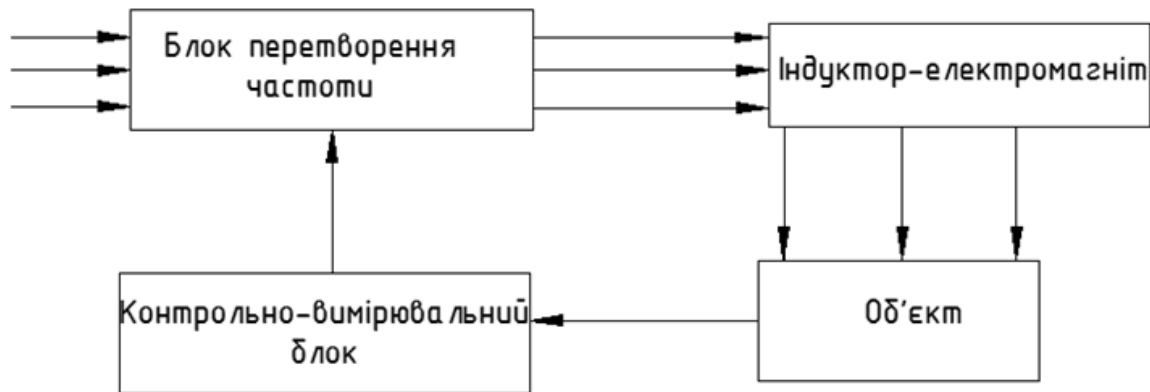 Блок перетворення
частоти
Індуктор-електромагніт
Контрольно-вимірювальний
блок
Об'єкт